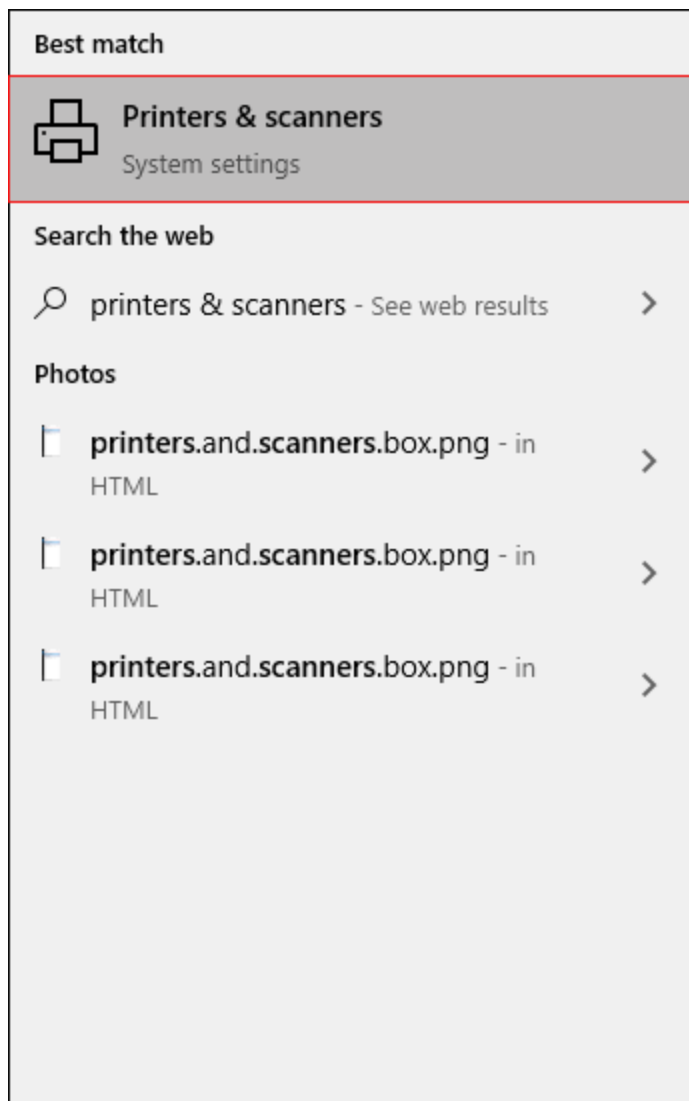 Best match
Printers & scanners
System settings
Search the web
printers & scanners - See web results
Photos
printers.and.scanners.box.png - in
HTML
printers.and.scanners.box.png - in
HTML
printers.and.scanners.box.png - in
HTML